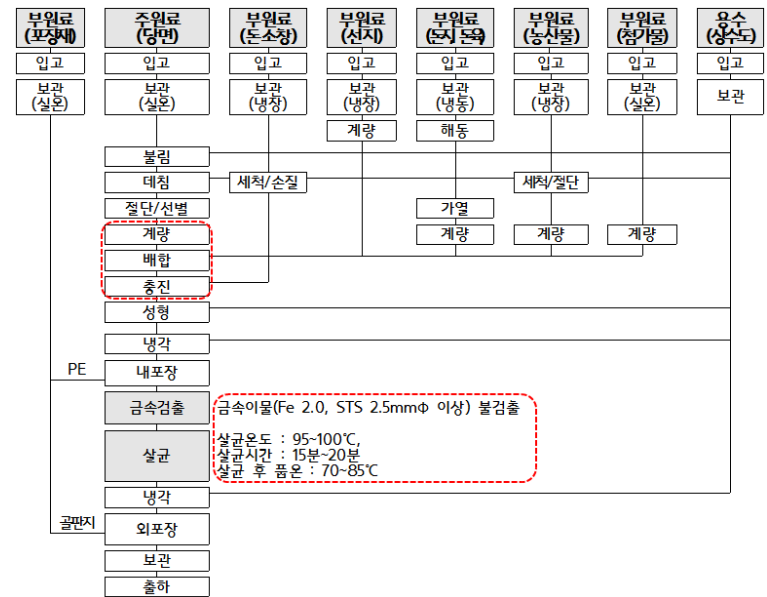 부원료 주원료 부원료 부원료 부원료 부원료 부원료 용수
(포장재) (당면) (돈소창) (선지) (돈지, 돈육) (농산물) (첨가물) (상수도)
입고 입고 입고 입고 입고 입고 입고 입고
보관 보관 보관 보관 보관 보관 보관 보관
(실온) (실온) (냉장) (냉장) (냉동) (냉장) (실온)
계량 해동
불림
데침 세척/손질 세척/절단
절단/선별 가열
계량 계량 계량 계량
배합
충진
성형
냉각
PE 내포장
금속검출 금속이물(Fe 2.0, STS 2.5mmΦ 이상) 불검출
살균온도 : 95~100℃,
살균 살균시간 : 15분~20분
살균 후 품온 : 70~85℃
냉각
골판지 외포장
보관
출하